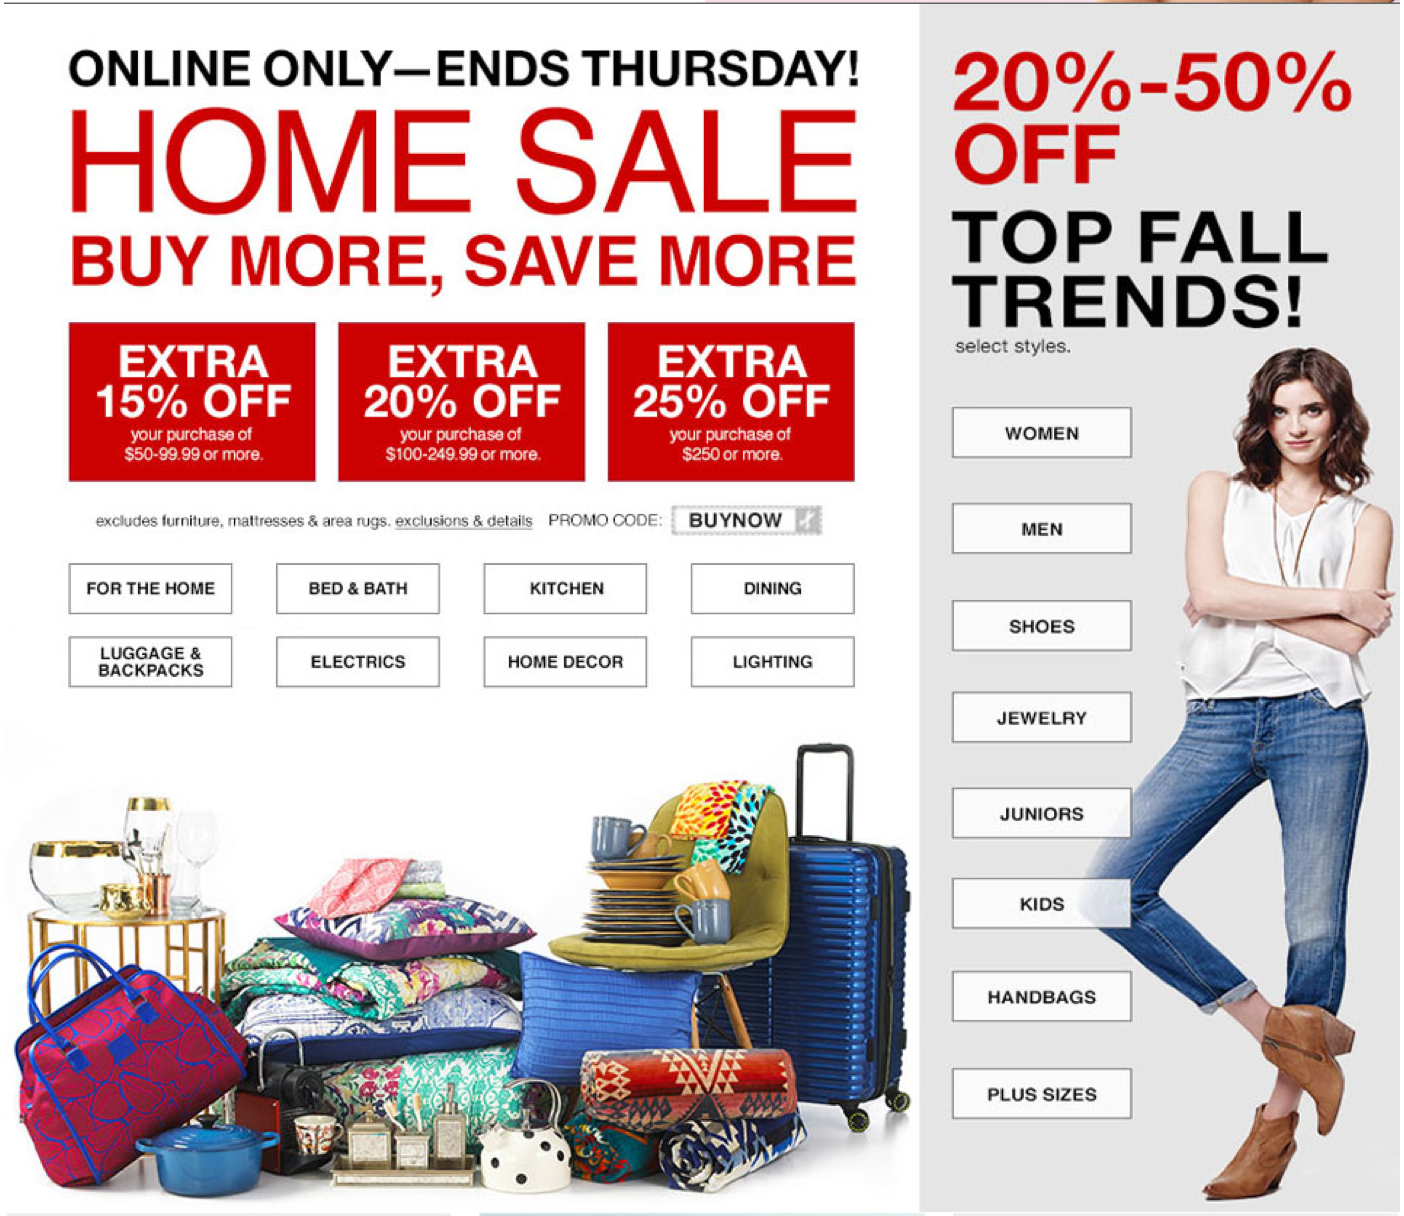 ONLINE ONLY—ENDS THURSDAY!
HOME SALE
BUY MORE, SAVE MORE
EXTRA
15% OFF
your purchase of
$50-99.99 or more.
EXTRA
20% OFF
your purchase of
$100-249.99 or more.
EXTRA
25% OFF
your purchase of
$250 or more.
excludes furniture, mattresses & area rugs. exclusions & details PROMO CODE: BUYNOW
FOR THE HOME
BED & BATH
KITCHEN
DINING
LUGGAGE &
BACKPACKS
ELECTRICS
HOME DECOR
LIGHTING
20%-50%
OFF
TOP FALL
TRENDS!
select styles.
WOMEN
MEN
SHOES
JEWELRY
JUNIORS
KIDS
HANDBAGS
PLUS SIZES